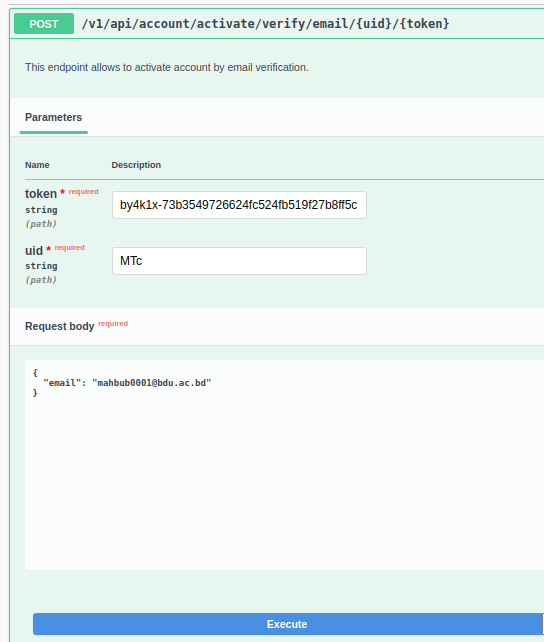 POST /v1/api/account/activate/verify/email/{uid}/{token}
This endpoint allows to activate account by email verification.
Parameters
Name Description
token * required
string
(path)
by4k1x-73b3549726624fc524fb519f27b8ff5c
uid * required
string
(path)
MTc
Request body required
{
"email": "mahbub0001@bdu.ac.bd"
}
Execute